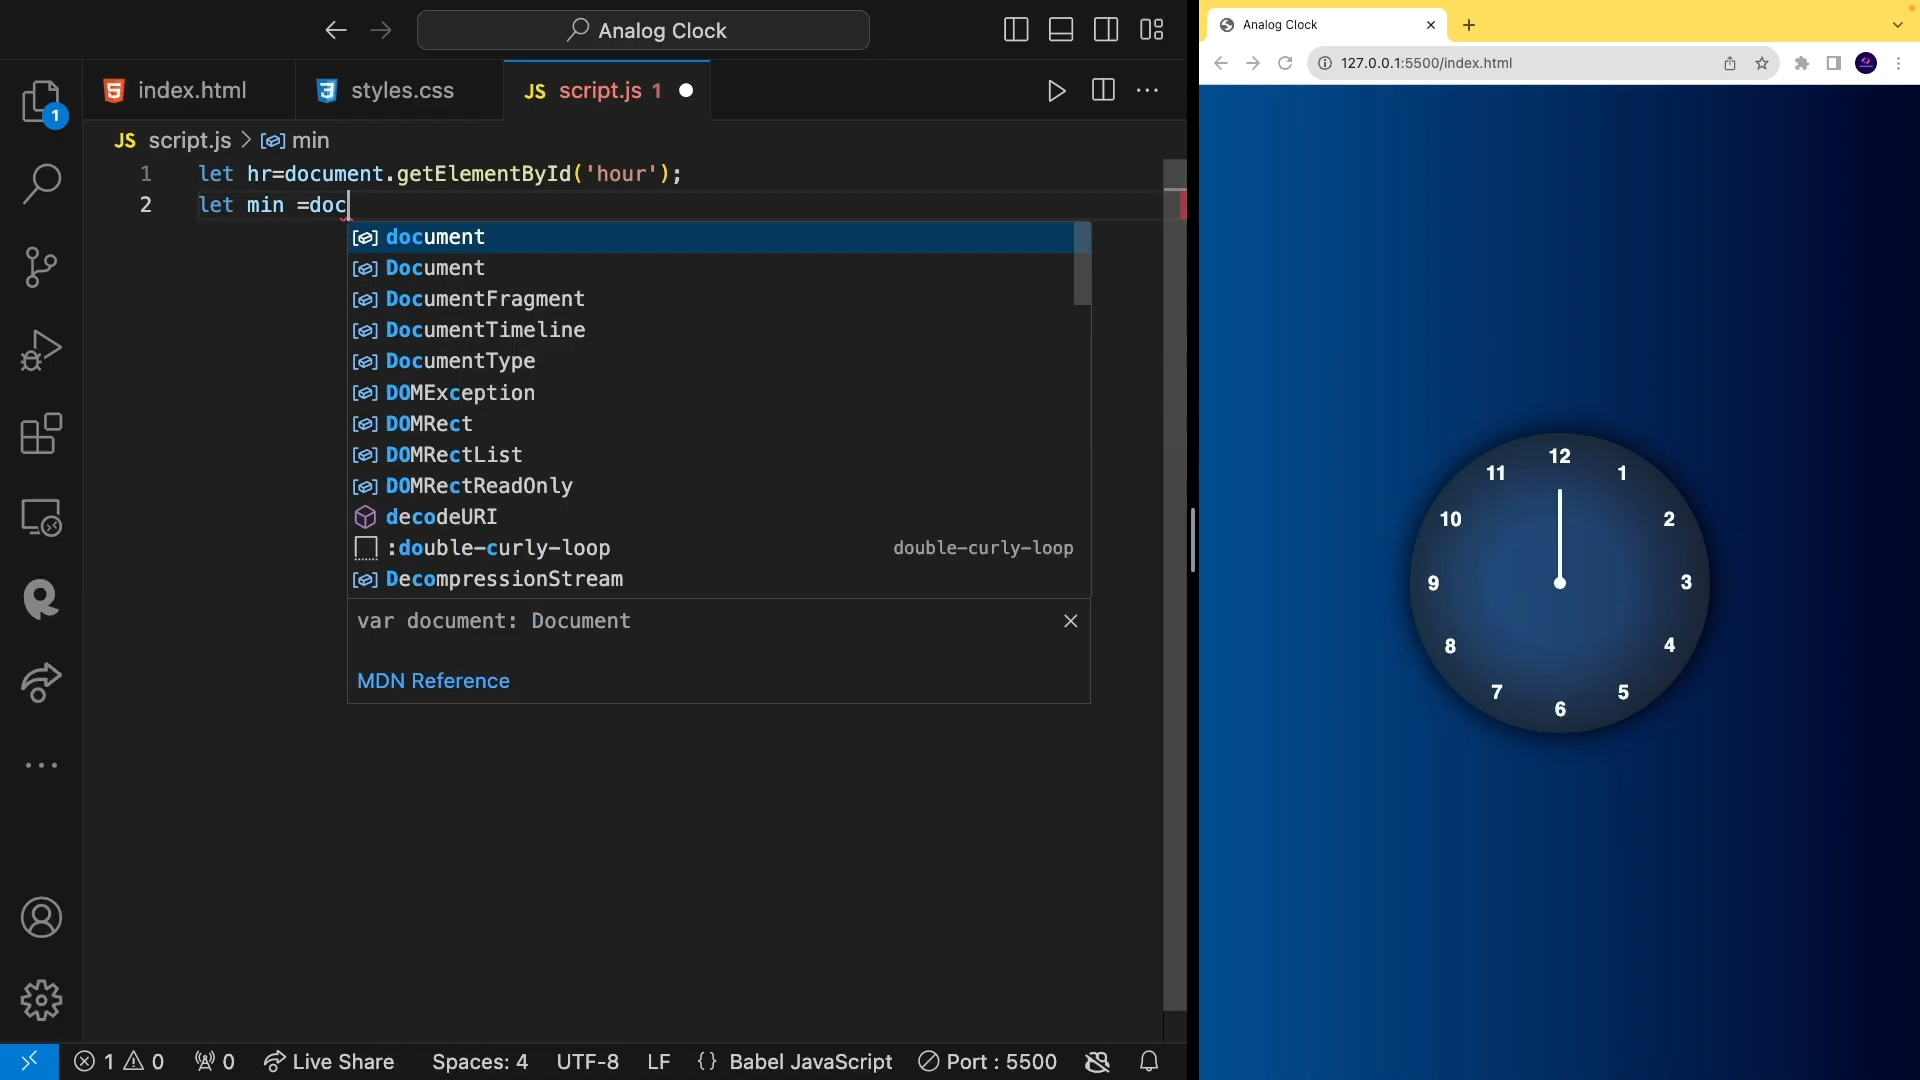 Analog Clock
index.html
styles.css
JS script.js 1
1
JS script.js > min
1 let hr=document.getElementById('hour');
2 let min =doc
document
Document
DocumentFragment
DocumentTimeline
DocumentType
DOMException
DOMRect
DOMRectList
DOMRectReadOnly
decodeURI
:double-curly-loop double-curly-loop
DecompressionStream
var document: Document
MDN Reference
1 0 0 Live Share Spaces: 4 UTF-8 LF {} Babel JavaScript Port : 5500
Analog Clock
127.0.0.1:5500/index.html
12
11 1
10 2
9 3
8 4
7 5
6